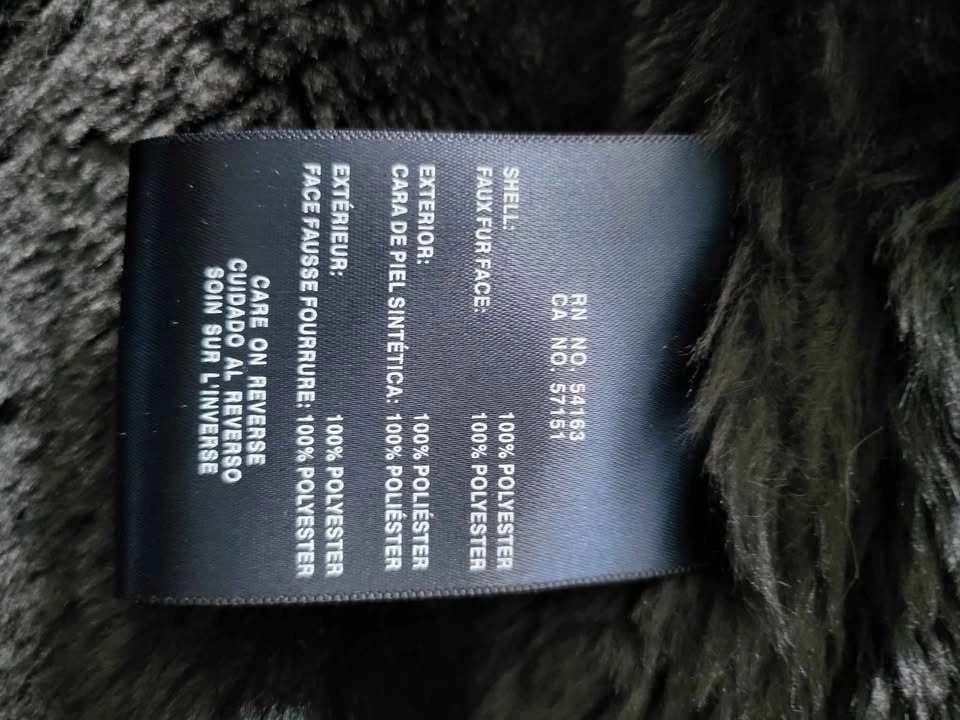 RN NO. 54163
CA NO. 57151
SHELL: 100% POLYESTER
FAUX FUR FACE: 100% POLYESTER
EXTERIOR: 100% POLIÉSTER
CARA DE PIEL SINTÉTICA: 100% POLIÉSTER
EXTÉRIEUR: 100% POLYESTER
FACE FAUSSE FOURRURE: 100% POLYESTER
CARE ON REVERSE
CUIDADO AL REVERSO
SOIN SUR L'INVERSE